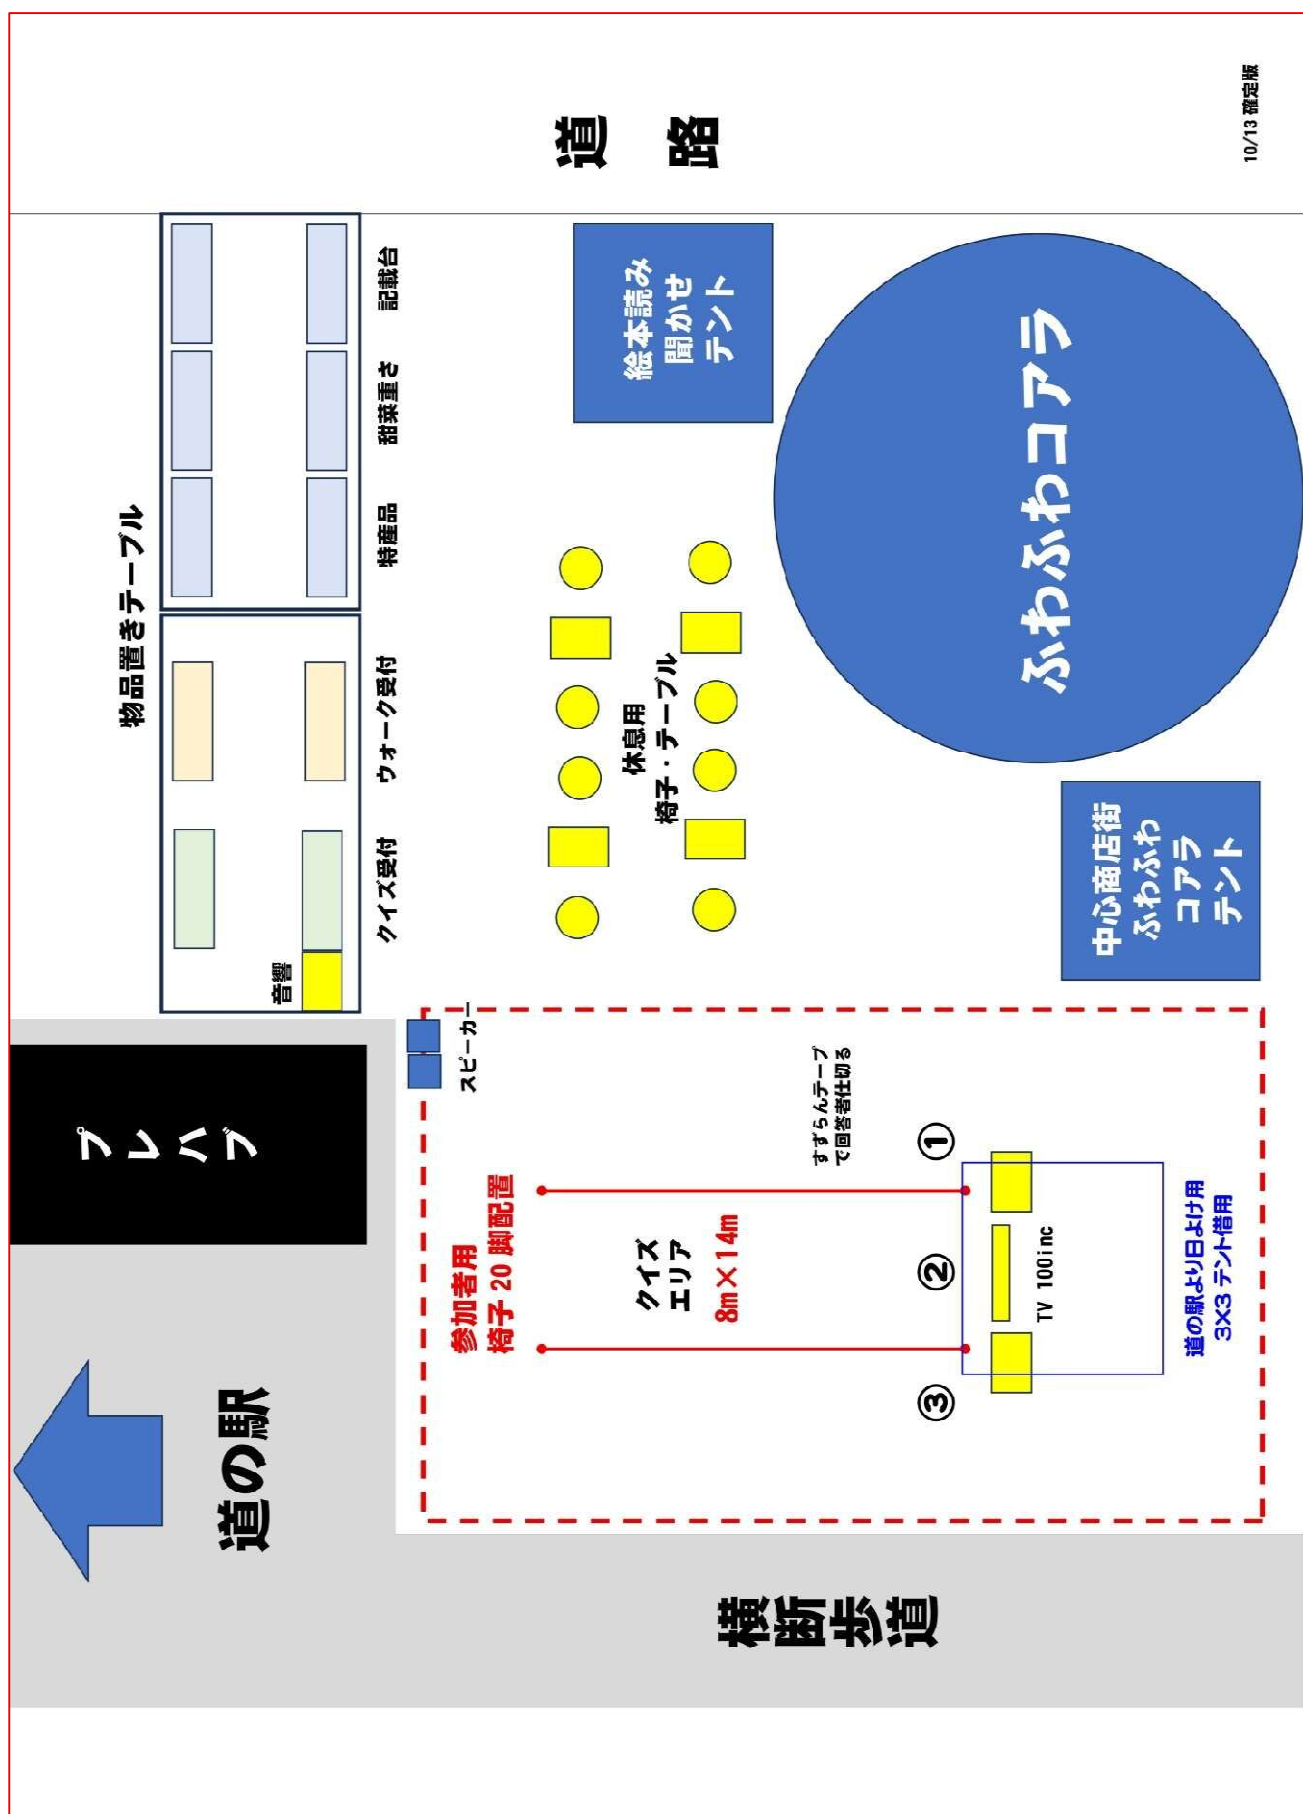 プレハブ
物品置きテーブル
道の駅
音響
クイズ受付
ウォーク受付
特産品
甜菜重さ
記載台
スピーカー
参加者用
椅子 20 脚配置
クイズ
エリア
8m×14m
休息用
椅子・テーブル
絵本読み
聞かせ
テント
道路
横断歩道
すずらんテープ
で回答者仕切る
③
②
①
TV 100inc
道の駅より日よけ用
3×3 テント借用
中心商店街
ふわふわ
コアラ
テント
ふわふわコアラ
10/13 確定版